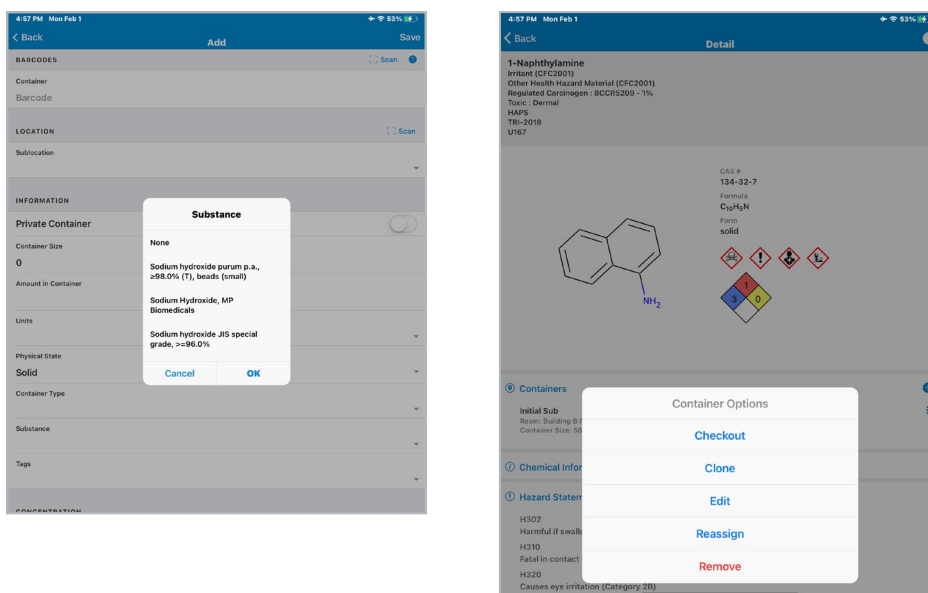 4:57 PM Mon Feb 1
53%
Back
Add
Save
BARCODES
Scan
Container
Barcode
LOCATION
Scan
Sublocation
INFORMATION
Private Container
Container Size
0
Amount in Container
Units
Physical State
Solid
Container Type
Substance
Tags
CONCENTRATION
Substance
None
Sodium hydroxide purum p.a.,
≥98.0% (T), beads (small)
Sodium Hydroxide, MP
Biomedicals
Sodium hydroxide JIS special
grade, >=96.0%
Cancel
OK
4:57 PM Mon Feb 1
53%
Back
Detail
1-Naphthylamine
Irritant (CFC2001)
Other Health Hazard Material (CFC2001)
Regulated Carcinogen : 8CCR5209 - 1%
Toxic : Dermal
HAPS
TRI-2018
U167
CAS #
134-32-7
Formula
C₁₀H₉N
Form
solid
NH₂
1
3
0
Containers
Initial Sub
Room: Building B
Container Size: 50
Chemical Infor
Hazard Statem
H302
Harmful if swallo
H310
Fatal in contact
H320
Causes eye irritation (Category 2B)
Container Options
Checkout
Clone
Edit
Reassign
Remove